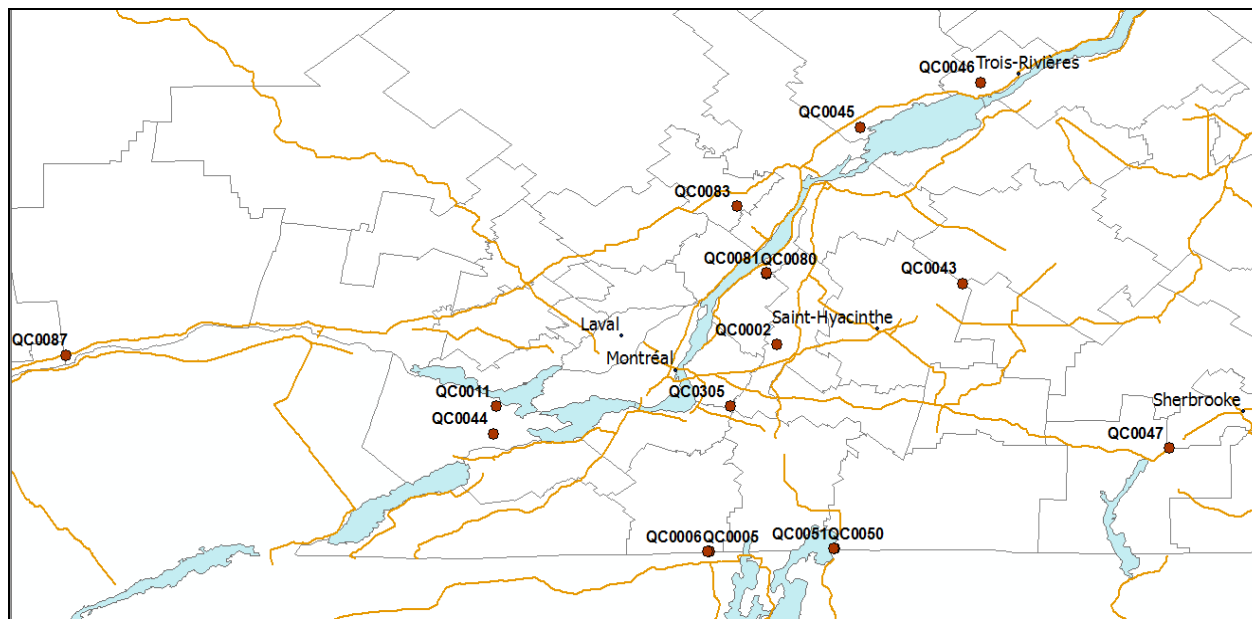 QC0046
Trois-Rivières
QC0045
QC0083
QC0081
QC0080
QC0043
Laval
QC0002
Saint-Hyacinthe
QC0087
Montréal
QC0011
QC0305
Sherbrooke
QC0044
QC0047
QC0006
QC0005
QC0051
QC0050